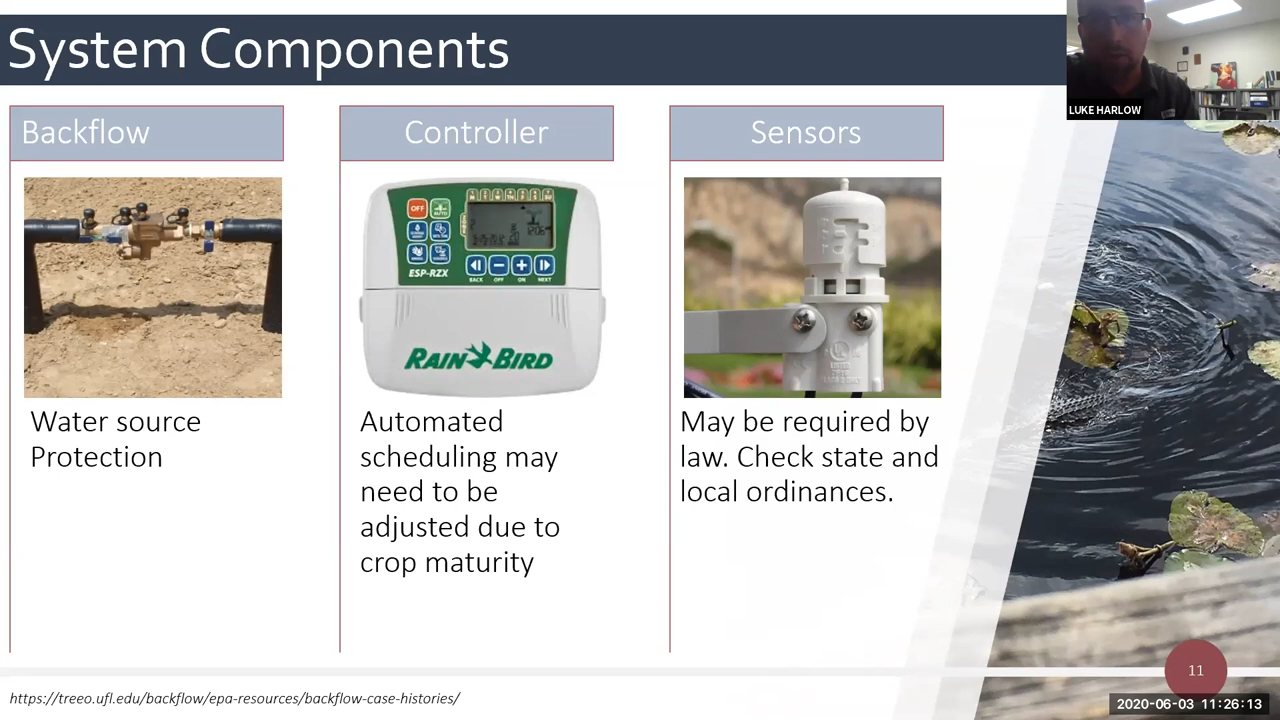 System Components
LUKE HARLOW
Backflow
Controller
Sensors
OFF
AUTO
ESP-RZX
BACK
OFF
ON
NEXT
RAIN BIRD
Water source
Protection
Automated
scheduling may
need to be
adjusted due to
crop maturity
May be required by
law. Check state and
local ordinances.
11
https://treeo.ufl.edu/backflow/epa-resources/backflow-case-histories/
2020-06-03 11:26:13